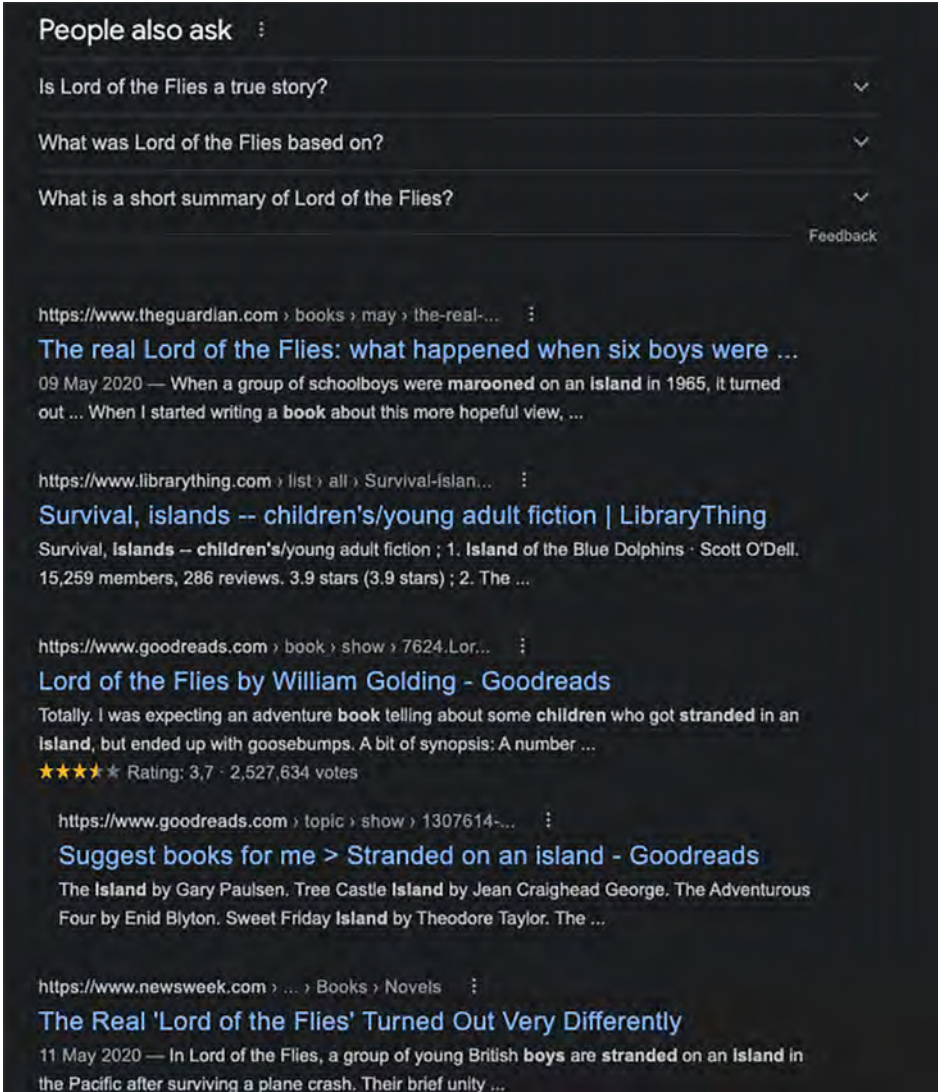 People also ask
Is Lord of the Flies a true story?
What was Lord of the Flies based on?
What is a short summary of Lord of the Flies?
Feedback
https://www.theguardian.com › books › may › the-real-...
The real Lord of the Flies: what happened when six boys were ...
09 May 2020 — When a group of schoolboys were marooned on an island in 1965, it turned
out ... When I started writing a book about this more hopeful view, ...
https://www.librarything.com › list › all › Survival-islan...
Survival, islands -- children's/young adult fiction | LibraryThing
Survival, islands -- children's/young adult fiction ; 1. Island of the Blue Dolphins · Scott O'Dell.
15,259 members, 286 reviews. 3.9 stars (3.9 stars) ; 2. The ...
https://www.goodreads.com › book › show › 7624.Lor...
Lord of the Flies by William Golding - Goodreads
Totally. I was expecting an adventure book telling about some children who got stranded in an
island, but ended up with goosebumps. A bit of synopsis: A number ...
Rating: 3,7 · 2,527,634 votes
https://www.goodreads.com › topic › show › 1307614-...
Suggest books for me > Stranded on an island - Goodreads
The Island by Gary Paulsen. Tree Castle Island by Jean Craighead George. The Adventurous
Four by Enid Blyton. Sweet Friday Island by Theodore Taylor. The ...
https://www.newsweek.com › ... › Books › Novels
The Real 'Lord of the Flies' Turned Out Very Differently
11 May 2020 — In Lord of the Flies, a group of young British boys are stranded on an island in
the Pacific after surviving a plane crash. Their brief unity ...